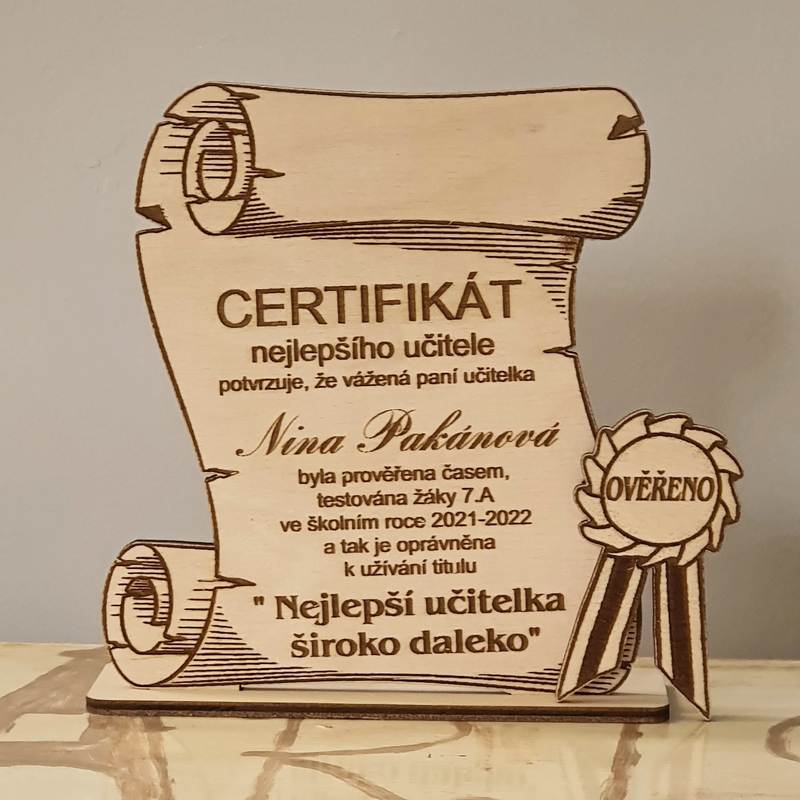 CERTIFIKÁT
nejlepšího učitele
potvrzuje, že vážená paní učitelka
Nina Pakánová
byla prověřena časem,
testována žáky 7.A
ve školním roce 2021-2022
a tak je oprávněna
k užívání titulu
" Nejlepší učitelka
široko daleko"
OVĚŘENO